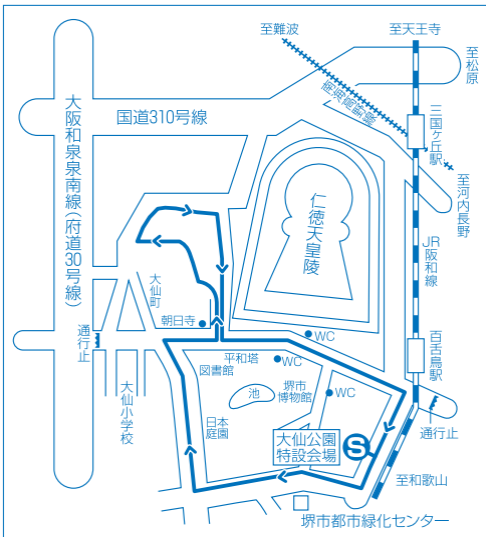 至難波
至天王寺
至松原
南海高野線
国道310号線
大阪和泉泉南線(府道30号線)
三国ヶ丘駅
至河内長野
仁徳天皇陵
JR阪和線
大仙町
朝日寺
通行止
WC
平和塔
図書館
WC
百舌鳥駅
大仙小学校
池
堺市
博物館
WC
日本
庭園
通行止
大仙公園
特設会場
S
至和歌山
堺市都市緑化センター